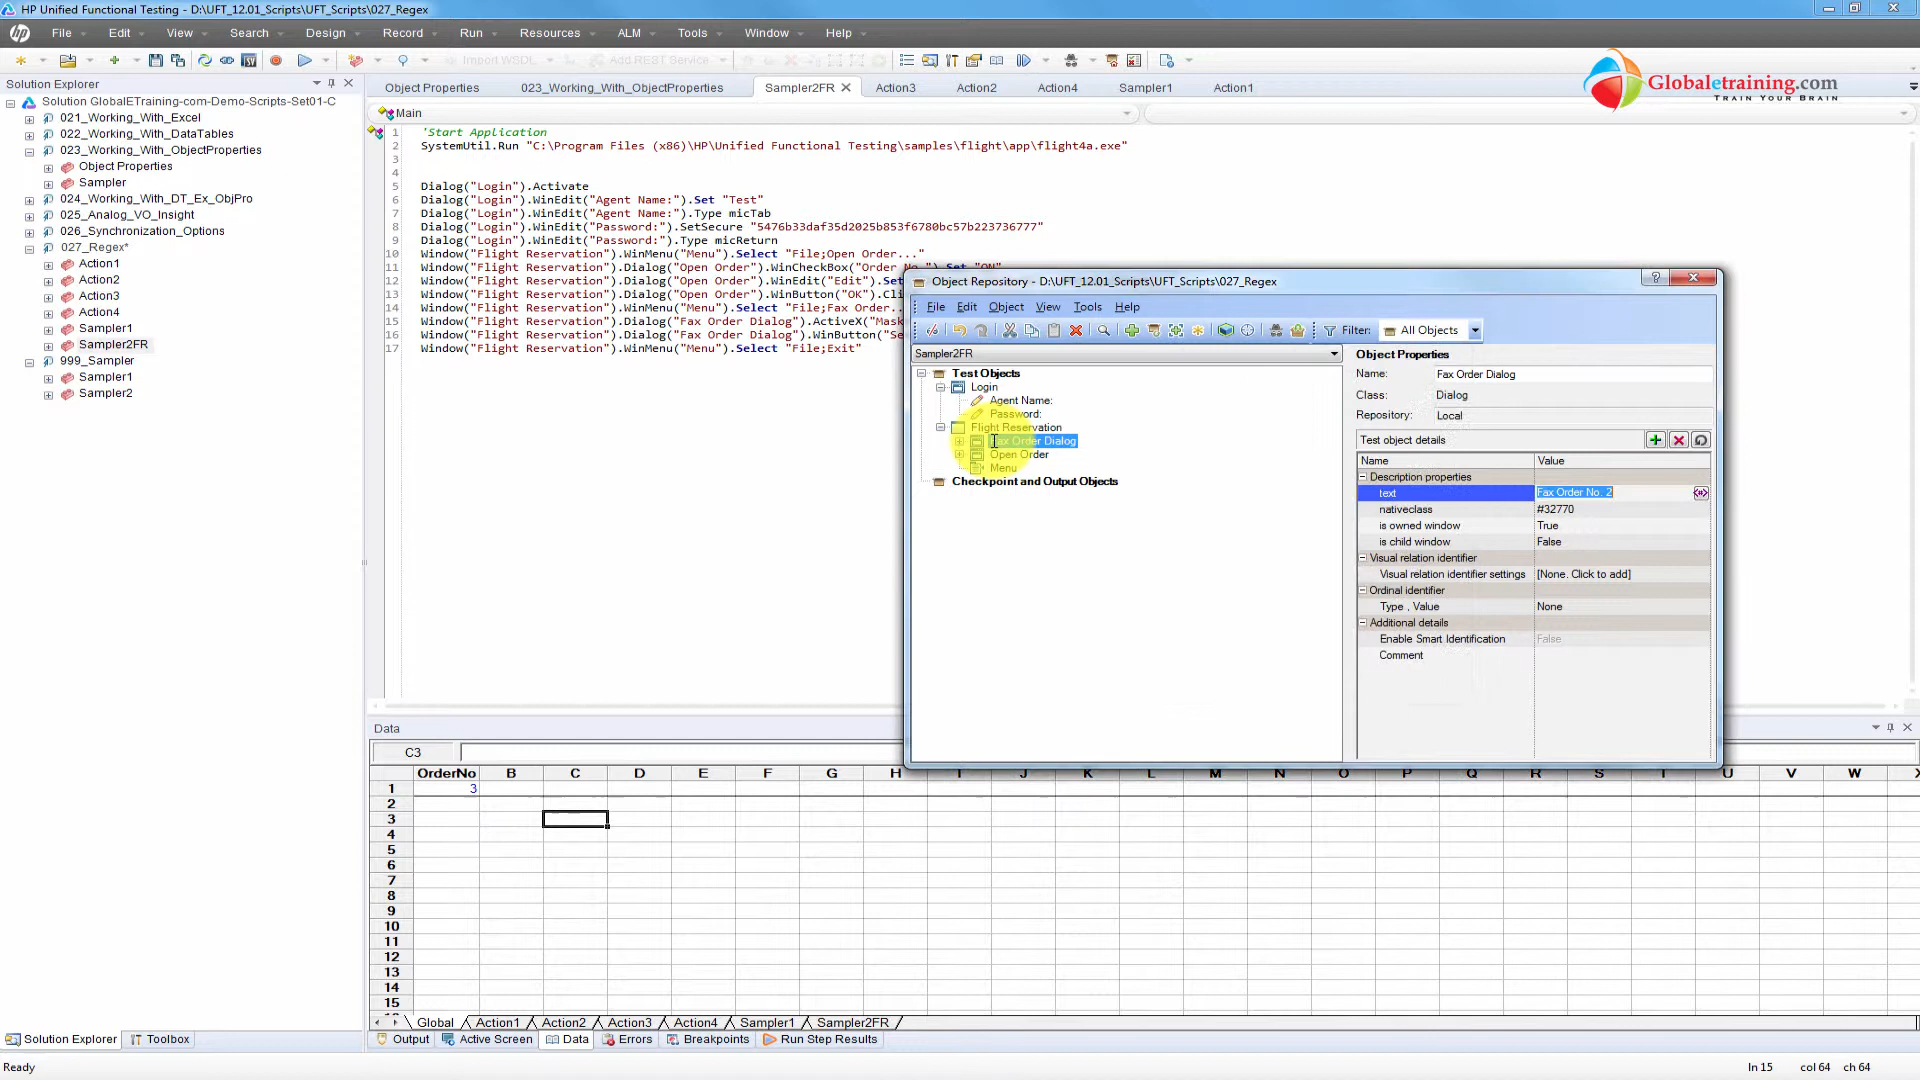 HP Unified Functional Testing - D:\UFT_12.01_Scripts\UFT_Scripts\027_Regex
File Edit View Search Design Record Run Resources ALM Tools Window Help
Import WSDL Add REST Service
Globaletraining.com
TRAIN YOUR BRAIN
Solution Explorer
Object Properties 023_Working_With_ObjectProperties Sampler2FR Action3 Action2 Action4 Sampler1 Action1
Main
Solution GlobalETraining-com-Demo-Scripts-Set01-C
021_Working_With_Excel
022_Working_With_DataTables
023_Working_With_ObjectProperties
Object Properties
Sampler
024_Working_With_DT_Ex_ObjPro
025_Analog_VO_Insight
026_Synchronization_Options
027_Regex*
Action1
Action2
Action3
Action4
Sampler1
Sampler2FR
999_Sampler
Sampler1
Sampler2
1 'Start Application
2 SystemUtil.Run "C:\Program Files (x86)\HP\Unified Functional Testing\samples\flight\app\flight4a.exe"
3
4
5 Dialog("Login").Activate
6 Dialog("Login").WinEdit("Agent Name:").Set "Test"
7 Dialog("Login").WinEdit("Agent Name:").Type micTab
8 Dialog("Login").WinEdit("Password:").SetSecure "5476b33daf35d2025b853f6780bc57b223736777"
9 Dialog("Login").WinEdit("Password:").Type micReturn
10 Window("Flight Reservation").WinMenu("Menu").Select "File;Open Order..."
11 Window("Flight Reservation").Dialog("Open Order").WinCheckBox("Order No.").Set "ON"
12 Window("Flight Reservation").Dialog("Open Order").WinEdit("Edit").Set
13 Window("Flight Reservation").Dialog("Open Order").WinButton("OK").Cli
14 Window("Flight Reservation").WinMenu("Menu").Select "File;Fax Order..
15 Window("Flight Reservation").Dialog("Fax Order Dialog").ActiveX("Mask
16 Window("Flight Reservation").Dialog("Fax Order Dialog").WinButton("Se
17 Window("Flight Reservation").WinMenu("Menu").Select "File;Exit"
Object Repository - D:\UFT_12.01_Scripts\UFT_Scripts\027_Regex
File Edit Object View Tools Help
Filter: All Objects
Sampler2FR
Test Objects
Login
Agent Name:
Password:
Flight Reservation
Fax Order Dialog
Open Order
Menu
Checkpoint and Output Objects
Object Properties
Name: Fax Order Dialog
Class: Dialog
Repository: Local
Test object details
Name Value
Description properties
text Fax Order No. 2
nativeclass #32770
is owned window True
is child window False
Visual relation identifier
Visual relation identifier settings [None. Click to add]
Ordinal identifier
Type , Value None
Additional details
Enable Smart Identification False
Comment
Data
C3
OrderNo B C D E F G H I J K L M N O P Q R S T U V W X
1 3
2
3
4
5
6
7
8
9
10
11
12
13
14
15
Global Action1 Action2 Action3 Action4 Sampler1 Sampler2FR
Solution Explorer Toolbox
Output Active Screen Data Errors Breakpoints Run Step Results
Ready
ln 15 col 64 ch 64